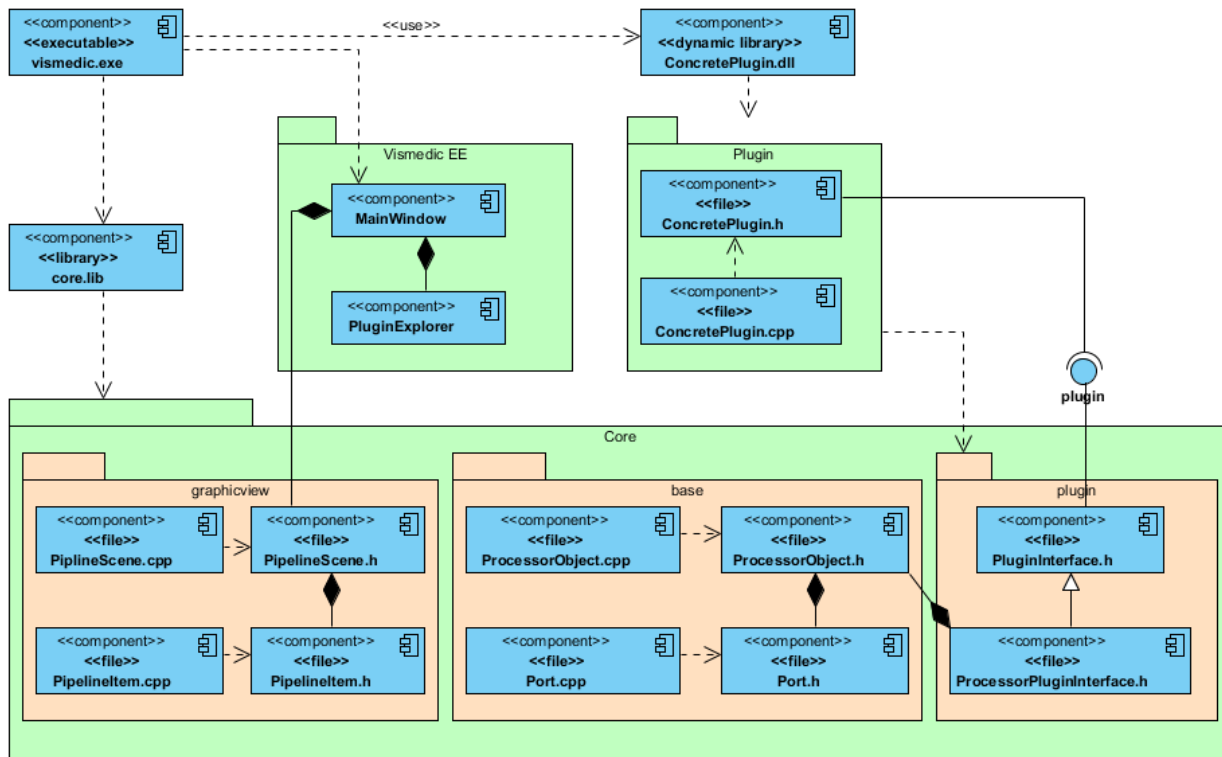 <<component>>
<<executable>>
vismedic.exe
<<use>>
<<component>>
<<dynamic library>>
ConcretePlugin.dll
Vismedic EE
<<component>>
MainWindow
<<component>>
PluginExplorer
Plugin
<<component>>
<<file>>
ConcretePlugin.h
<<component>>
<<file>>
ConcretePlugin.cpp
<<component>>
<<library>>
core.lib
plugin
Core
graphicview
<<component>>
<<file>>
PiplineScene.cpp
<<component>>
<<file>>
PipelineScene.h
<<component>>
<<file>>
PipelineItem.cpp
<<component>>
<<file>>
PipelineItem.h
base
<<component>>
<<file>>
ProcessorObject.cpp
<<component>>
<<file>>
ProcessorObject.h
<<component>>
<<file>>
Port.cpp
<<component>>
<<file>>
Port.h
plugin
<<component>>
<<file>>
PluginInterface.h
<<component>>
<<file>>
ProcessorPluginInterface.h